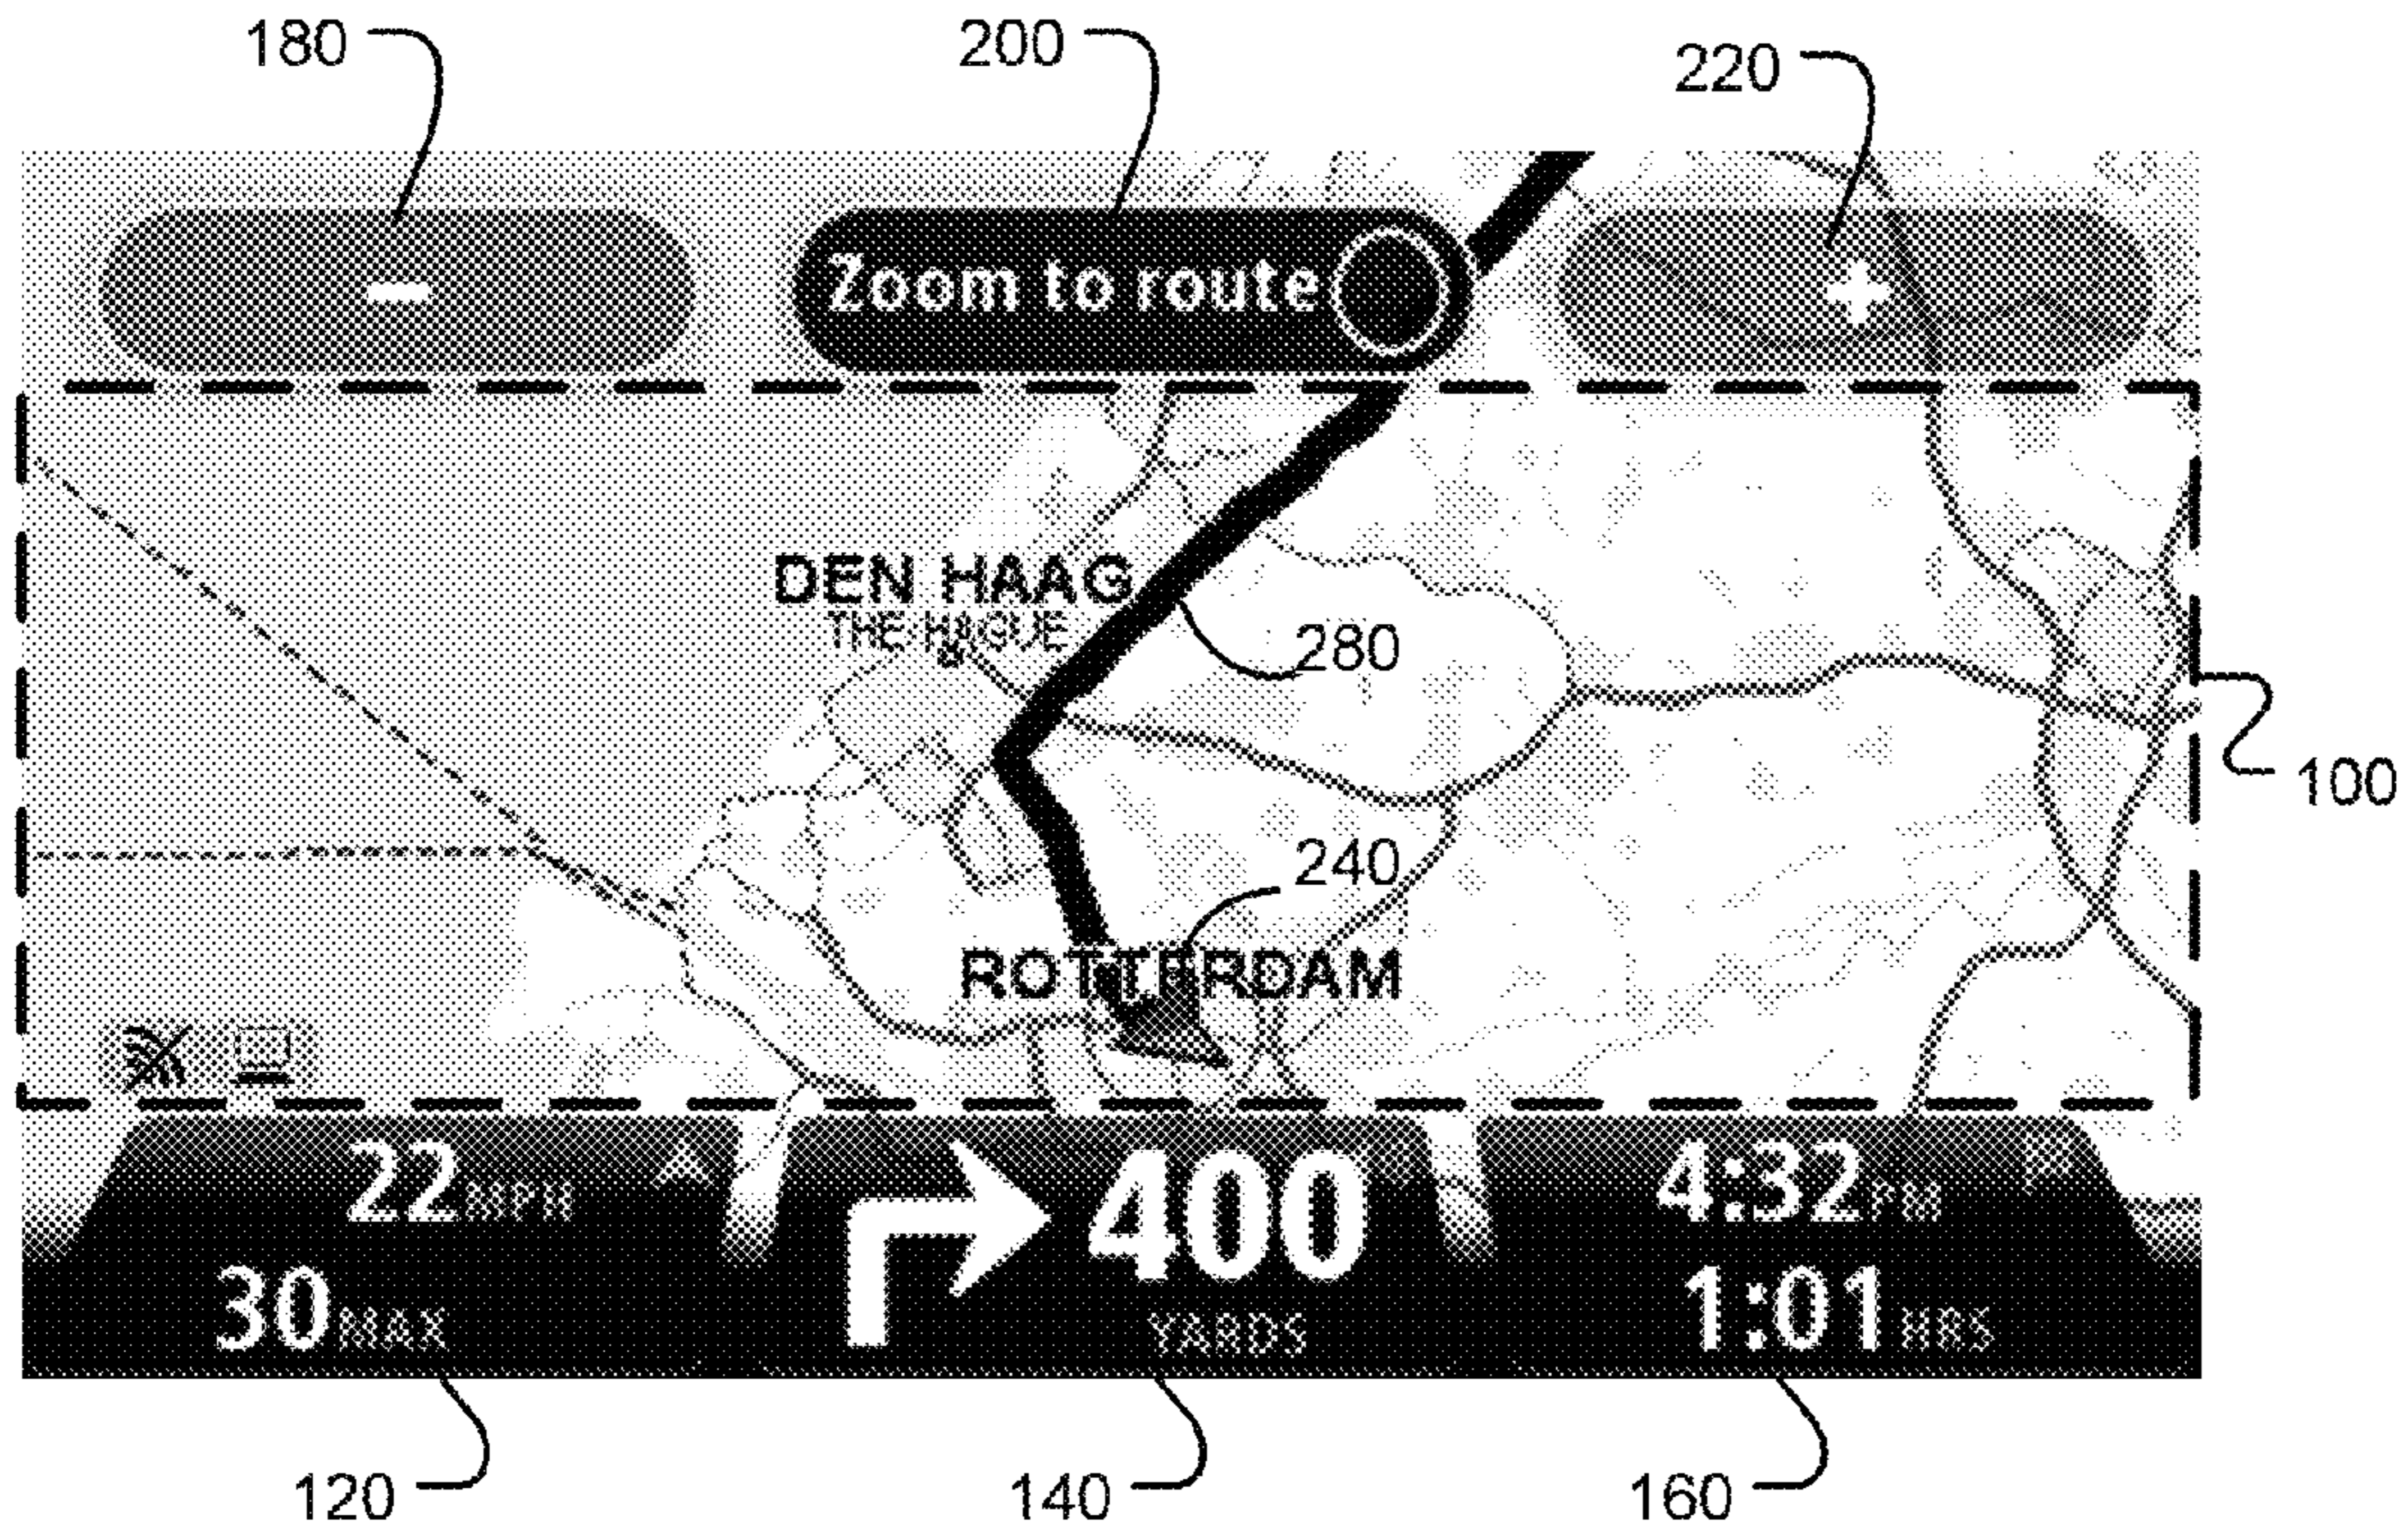 180
200
220
-
Zoom to route
+
DEN HAAG
THE HAGUE
280
100
240
ROTTERDAM
22 MPH
400
4:32 PM
30 MAX
YARDS
1:01 HRS
120
140
160